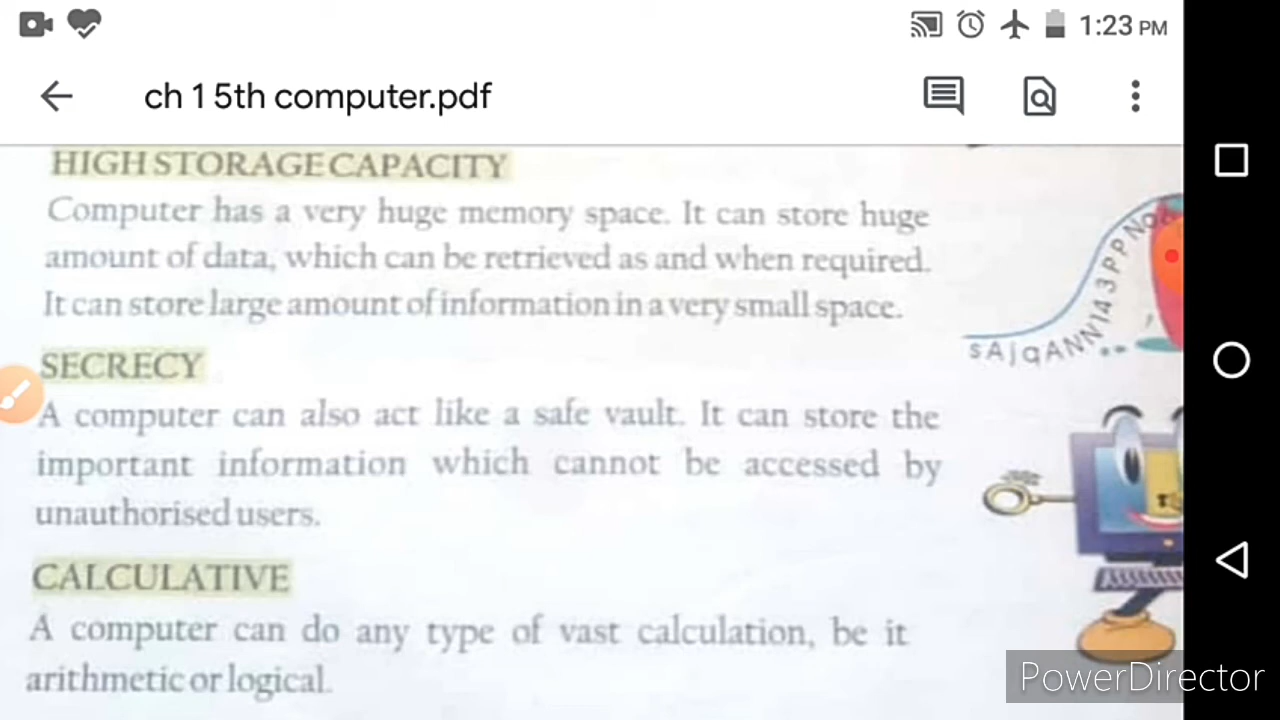 1:23 PM
ch 1 5th computer.pdf
HIGH STORAGE CAPACITY
Computer has a very huge memory space. It can store huge
amount of data, which can be retrieved as and when required.
It can store large amount of information in a very small space.
SECRECY
A computer can also act like a safe vault. It can store the
important information which cannot be accessed by
unauthorised users.
CALCULATIVE
A computer can do any type of vast calculation, be it
arithmetic or logical.
PowerDirector